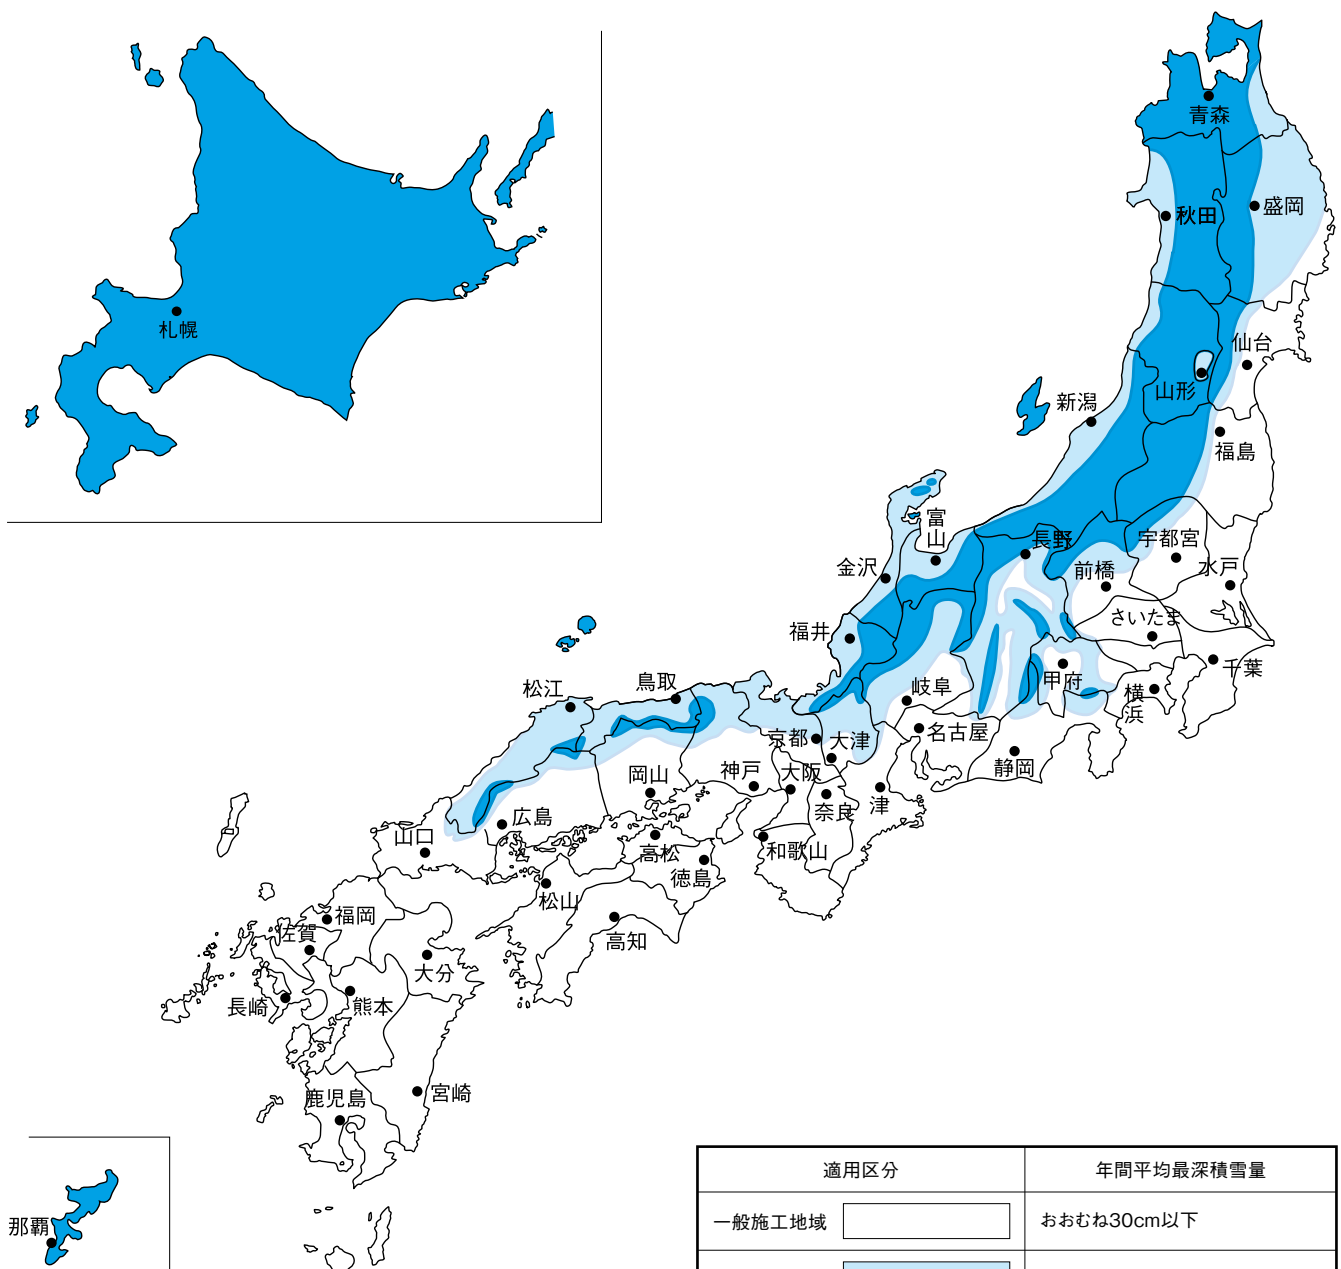 青森
秋田
盛岡
札幌
仙台
山形
新潟
福島
富山
長野
宇都宮
金沢
前橋
水戸
さいたま
福井
千葉
甲府
岐阜
横浜
松江
鳥取
名古屋
京都
大津
静岡
岡山
神戸
大阪
奈良
津
広島
山口
高松
和歌山
徳島
松山
福岡
佐賀
高知
大分
長崎
熊本
宮崎
鹿児島
那覇
適用区分
年間平均最深積雪量
一般施工地域
おおむね30cm以下